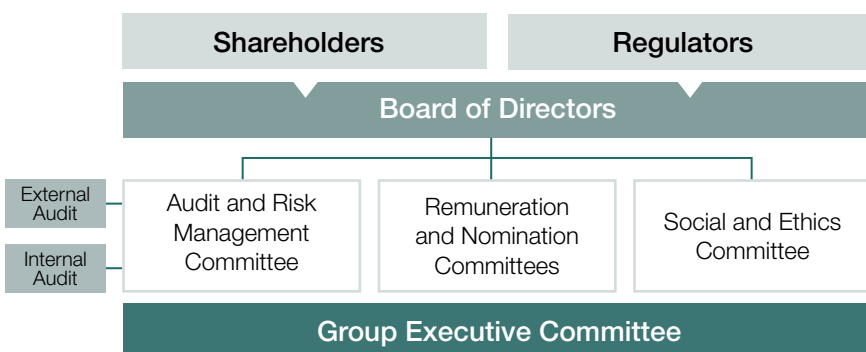 Shareholders
Regulators
Board of Directors
External
Audit
Internal
Audit
Audit and Risk
Management
Committee
Remuneration
and Nomination
Committees
Social and Ethics
Committee
Group Executive Committee